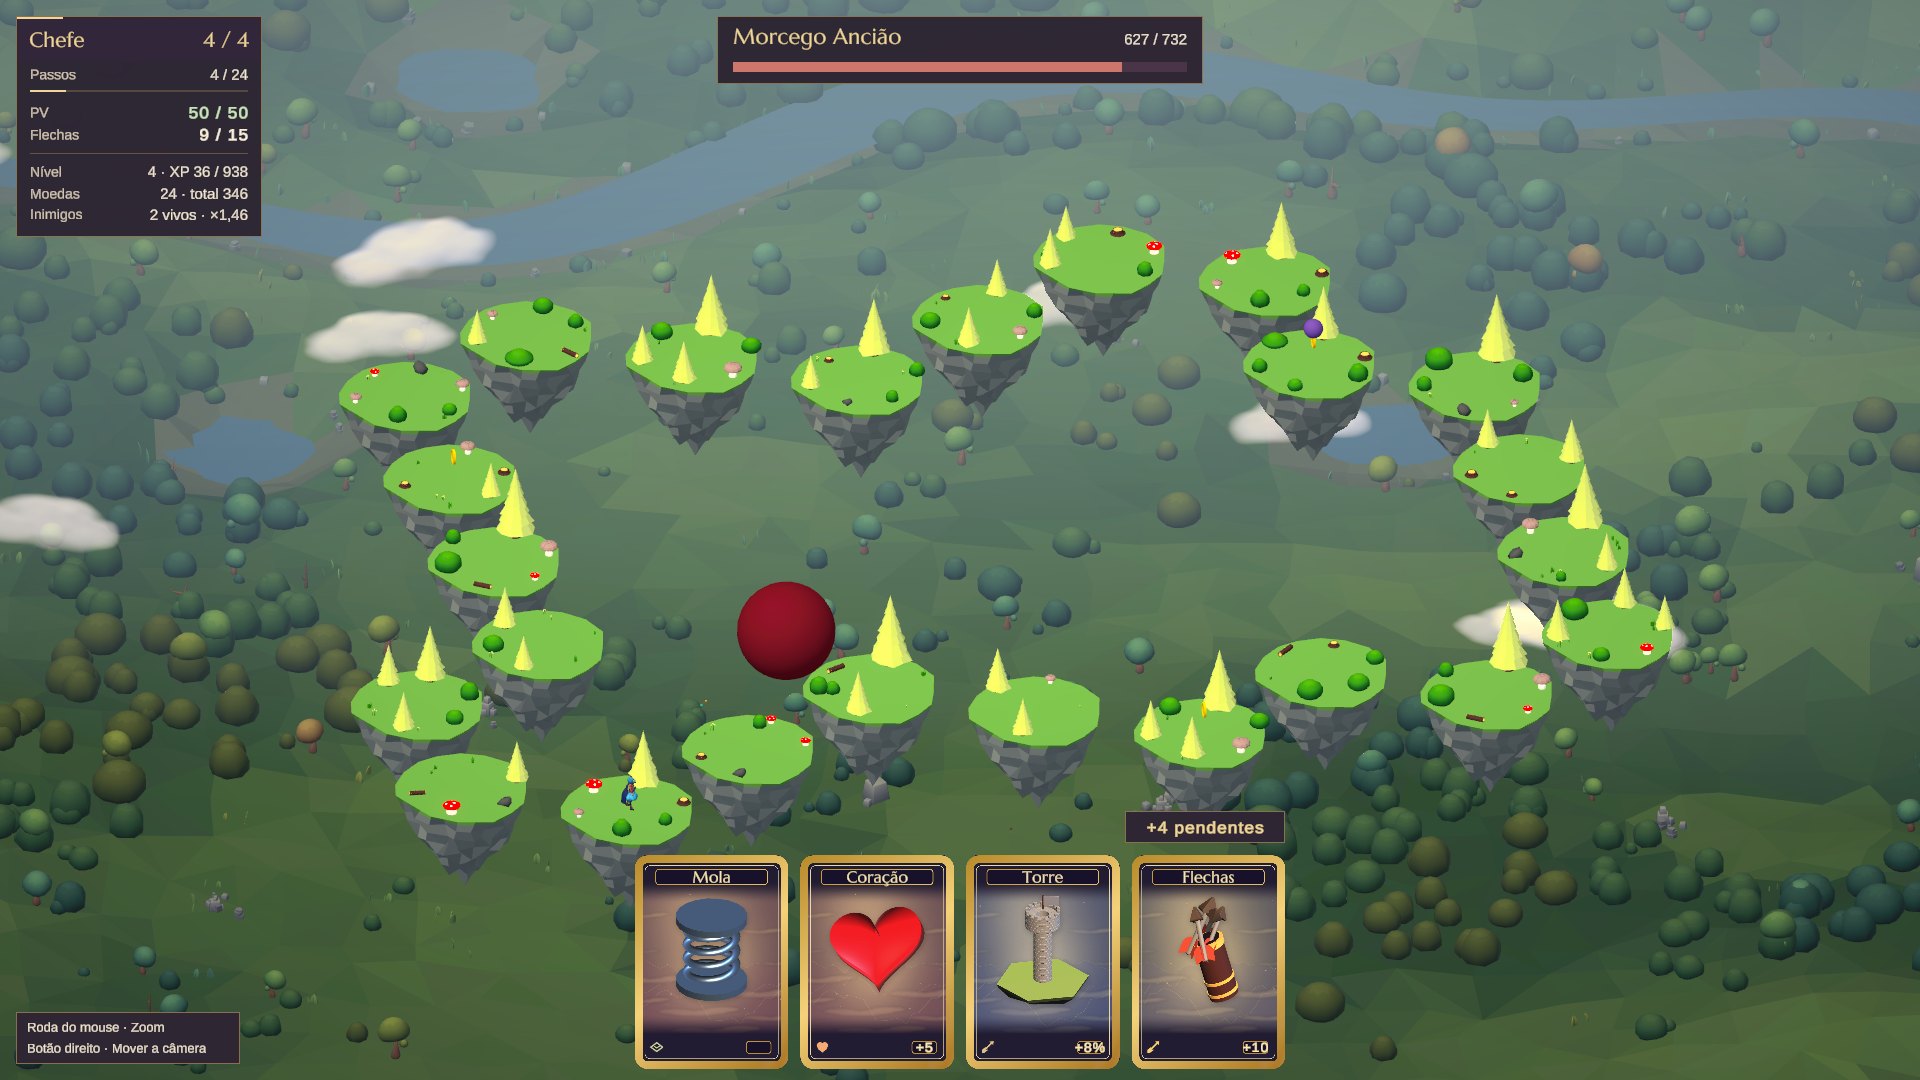 Chefe 4 / 4
Passos 4 / 24
PV 50 / 50
Flechas 9 / 15
Nível 4 · XP 36 / 938
Moedas 24 · total 346
Inimigos 2 vivos · ×1,46
Morcego Ancião 627 / 732
+4 pendentes
Mola
Coração
Torre
Flechas
+5
+8%
+10
Roda do mouse · Zoom
Botão direito · Mover a câmera